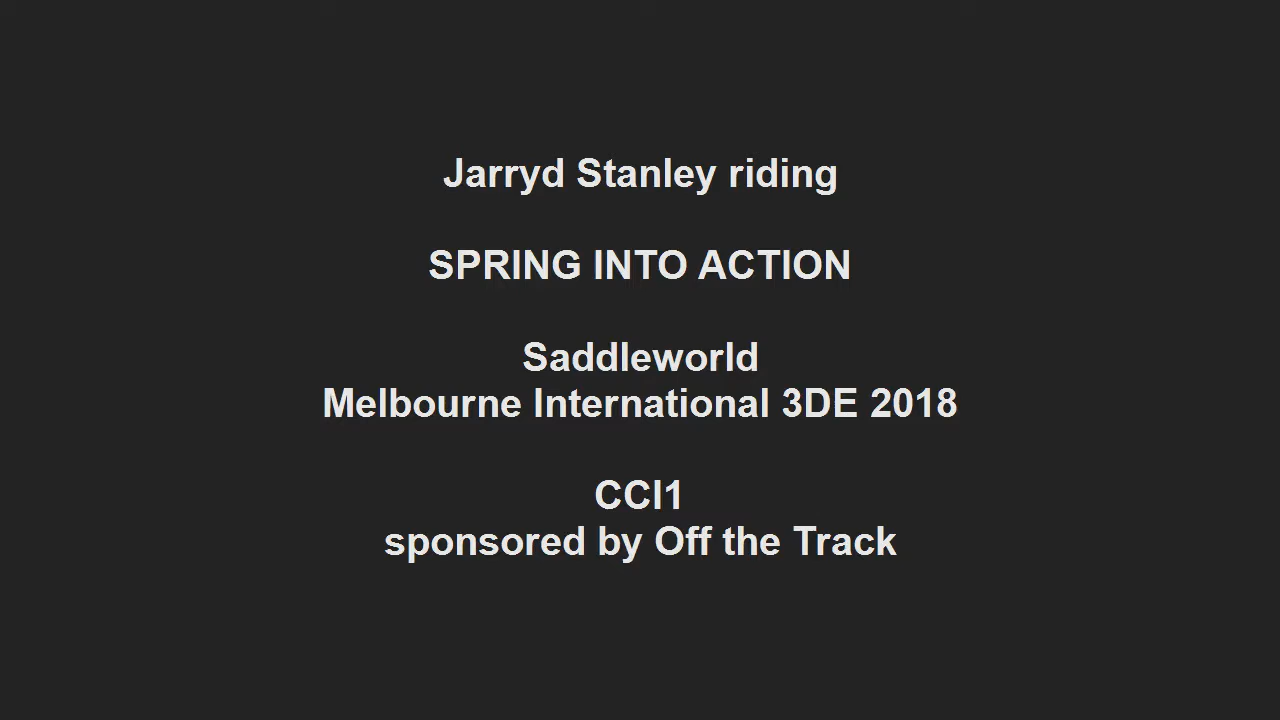 Jarryd Stanley riding
SPRING INTO ACTION
Saddleworld
Melbourne International 3DE 2018
CCI1
sponsored by Off the Track